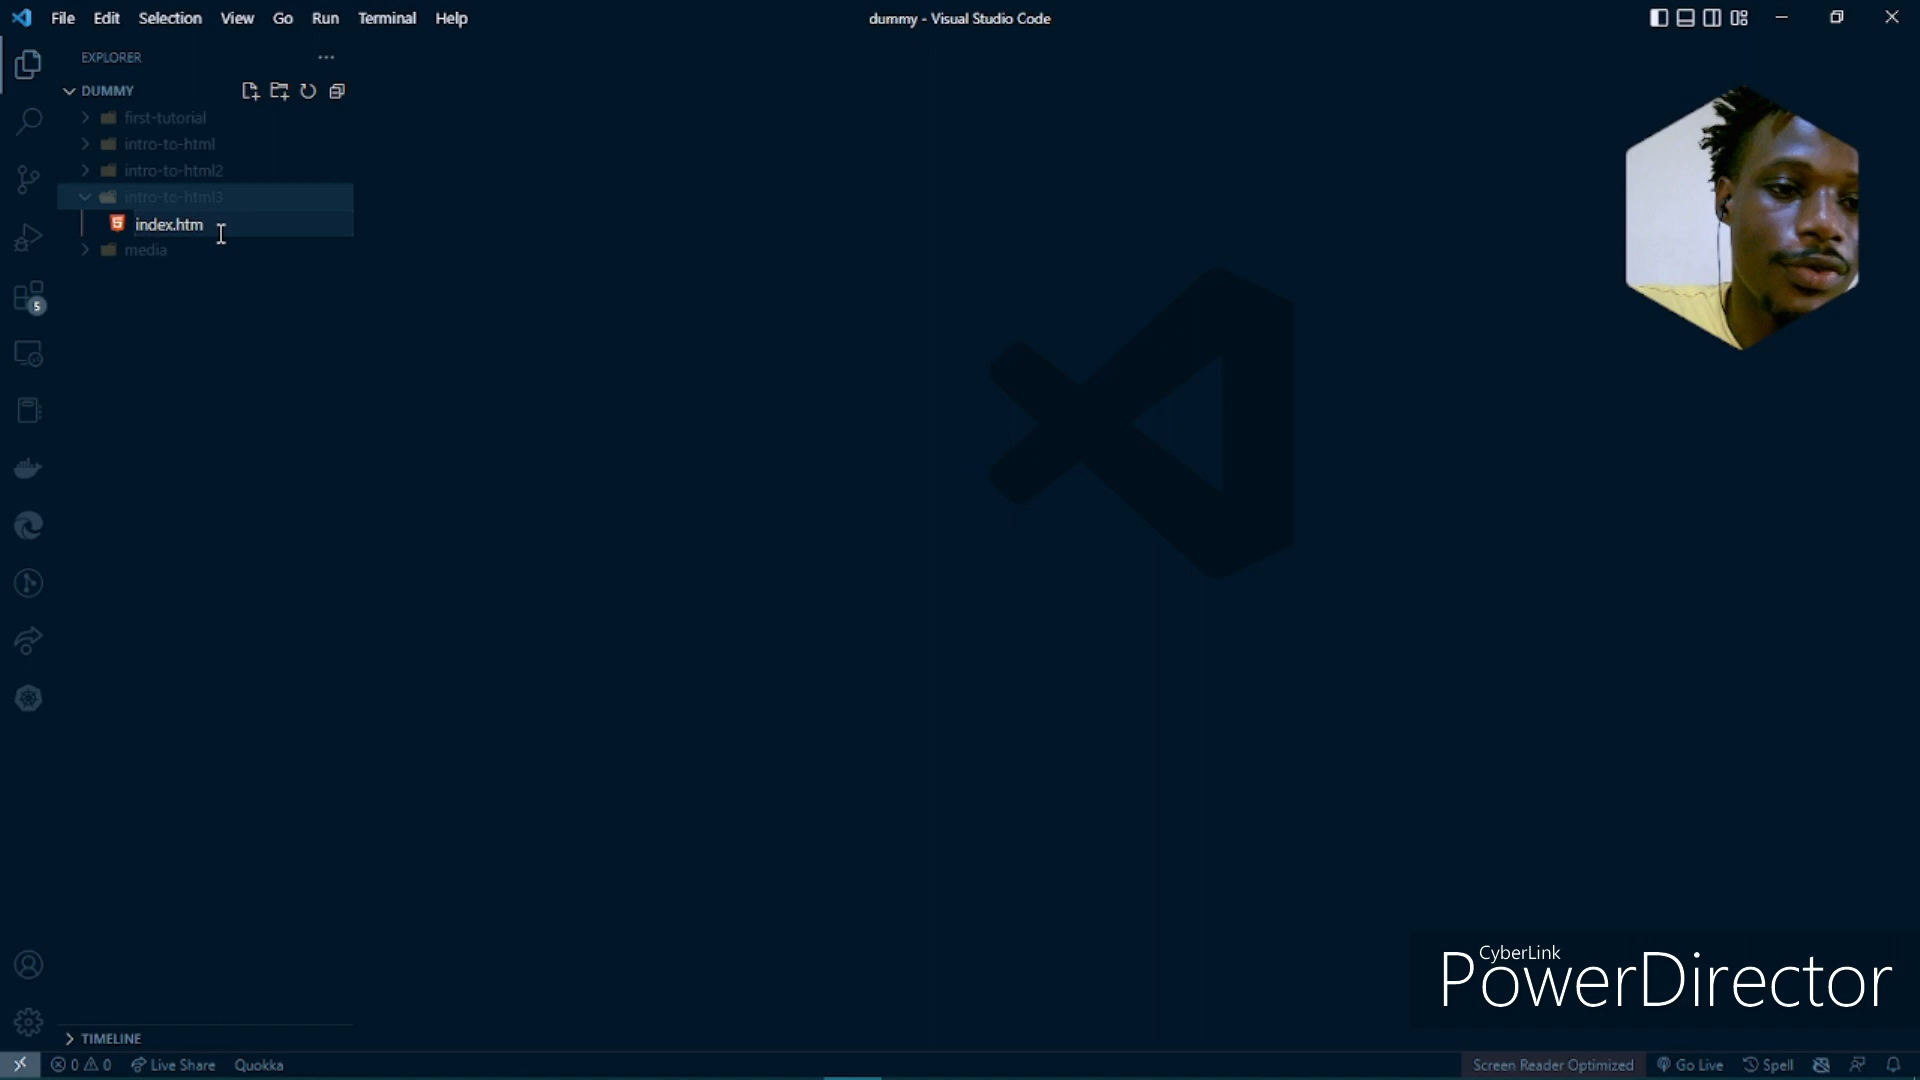 File Edit Selection View Go Run Terminal Help
dummy - Visual Studio Code
EXPLORER
DUMMY
first-tutorial
intro-to-html
intro-to-html2
intro-to-html3
index.htm
media
5
CyberLink
PowerDirector
TIMELINE
0 0 Live Share Quokka
Screen Reader Optimized Go Live Spell